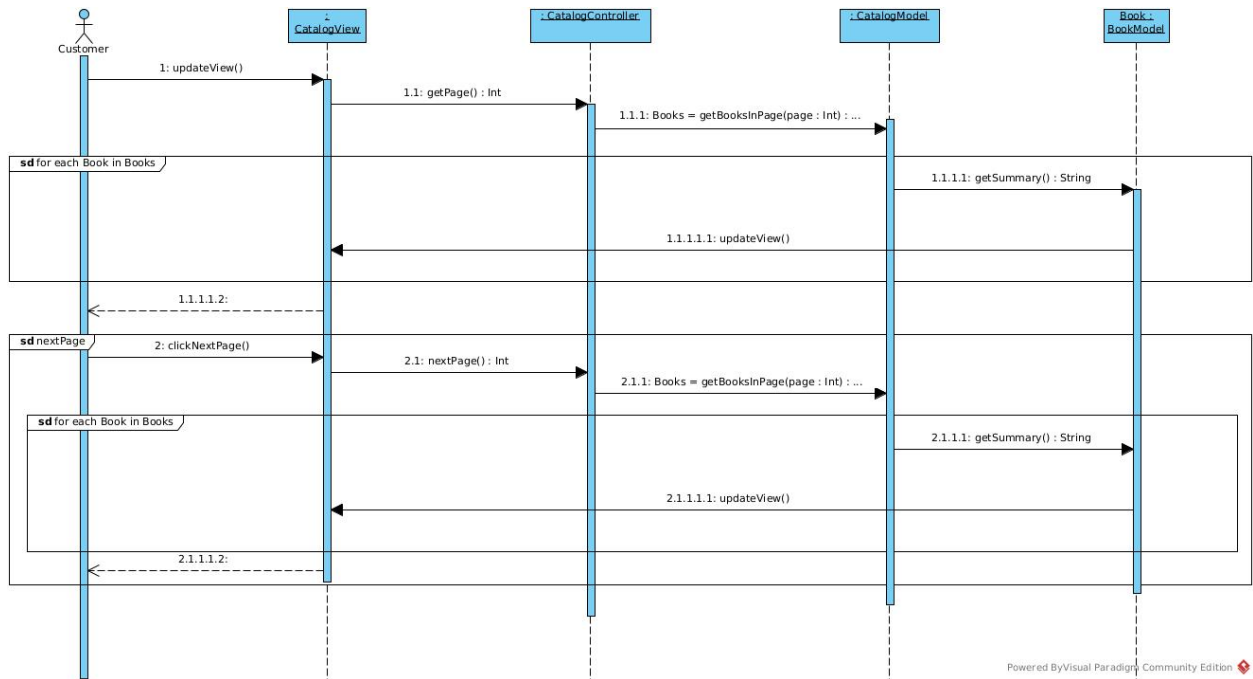 :
CatalogView
: CatalogController
: CatalogModel
Book :
BookModel
Customer
1: updateView()
1.1: getPage() : Int
1.1.1: Books = getBooksInPage(page : Int) : ...
sd for each Book in Books
1.1.1.1: getSummary() : String
1.1.1.1.1: updateView()
1.1.1.1.2:
sd nextPage
2: clickNextPage()
2.1: nextPage() : Int
2.1.1: Books = getBooksInPage(page : Int) : ...
sd for each Book in Books
2.1.1.1: getSummary() : String
2.1.1.1.1: updateView()
2.1.1.1.2:
Powered ByVisual Paradigm Community Edition